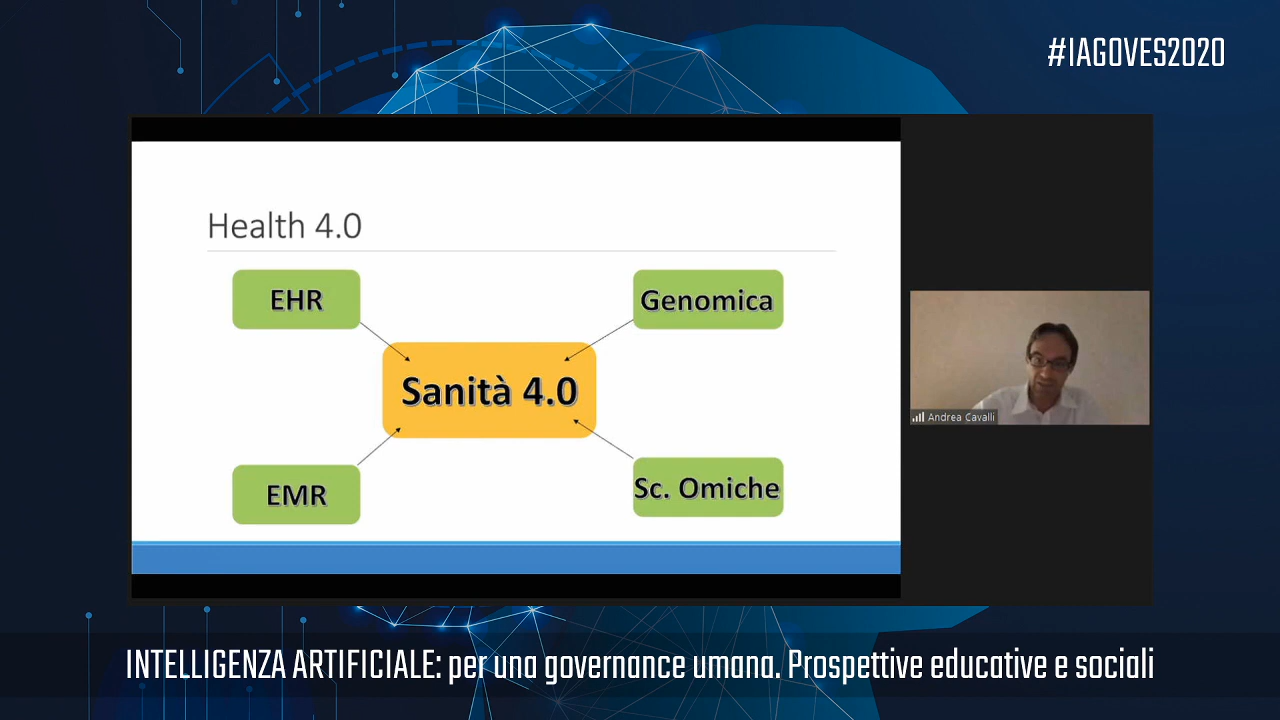 #IAGOVES2020
Health 4.0
EHR
Genomica
Sanità 4.0
EMR
Sc. Omiche
Andrea Cavalli
INTELLIGENZA ARTIFICIALE: per una governance umana. Prospettive educative e sociali